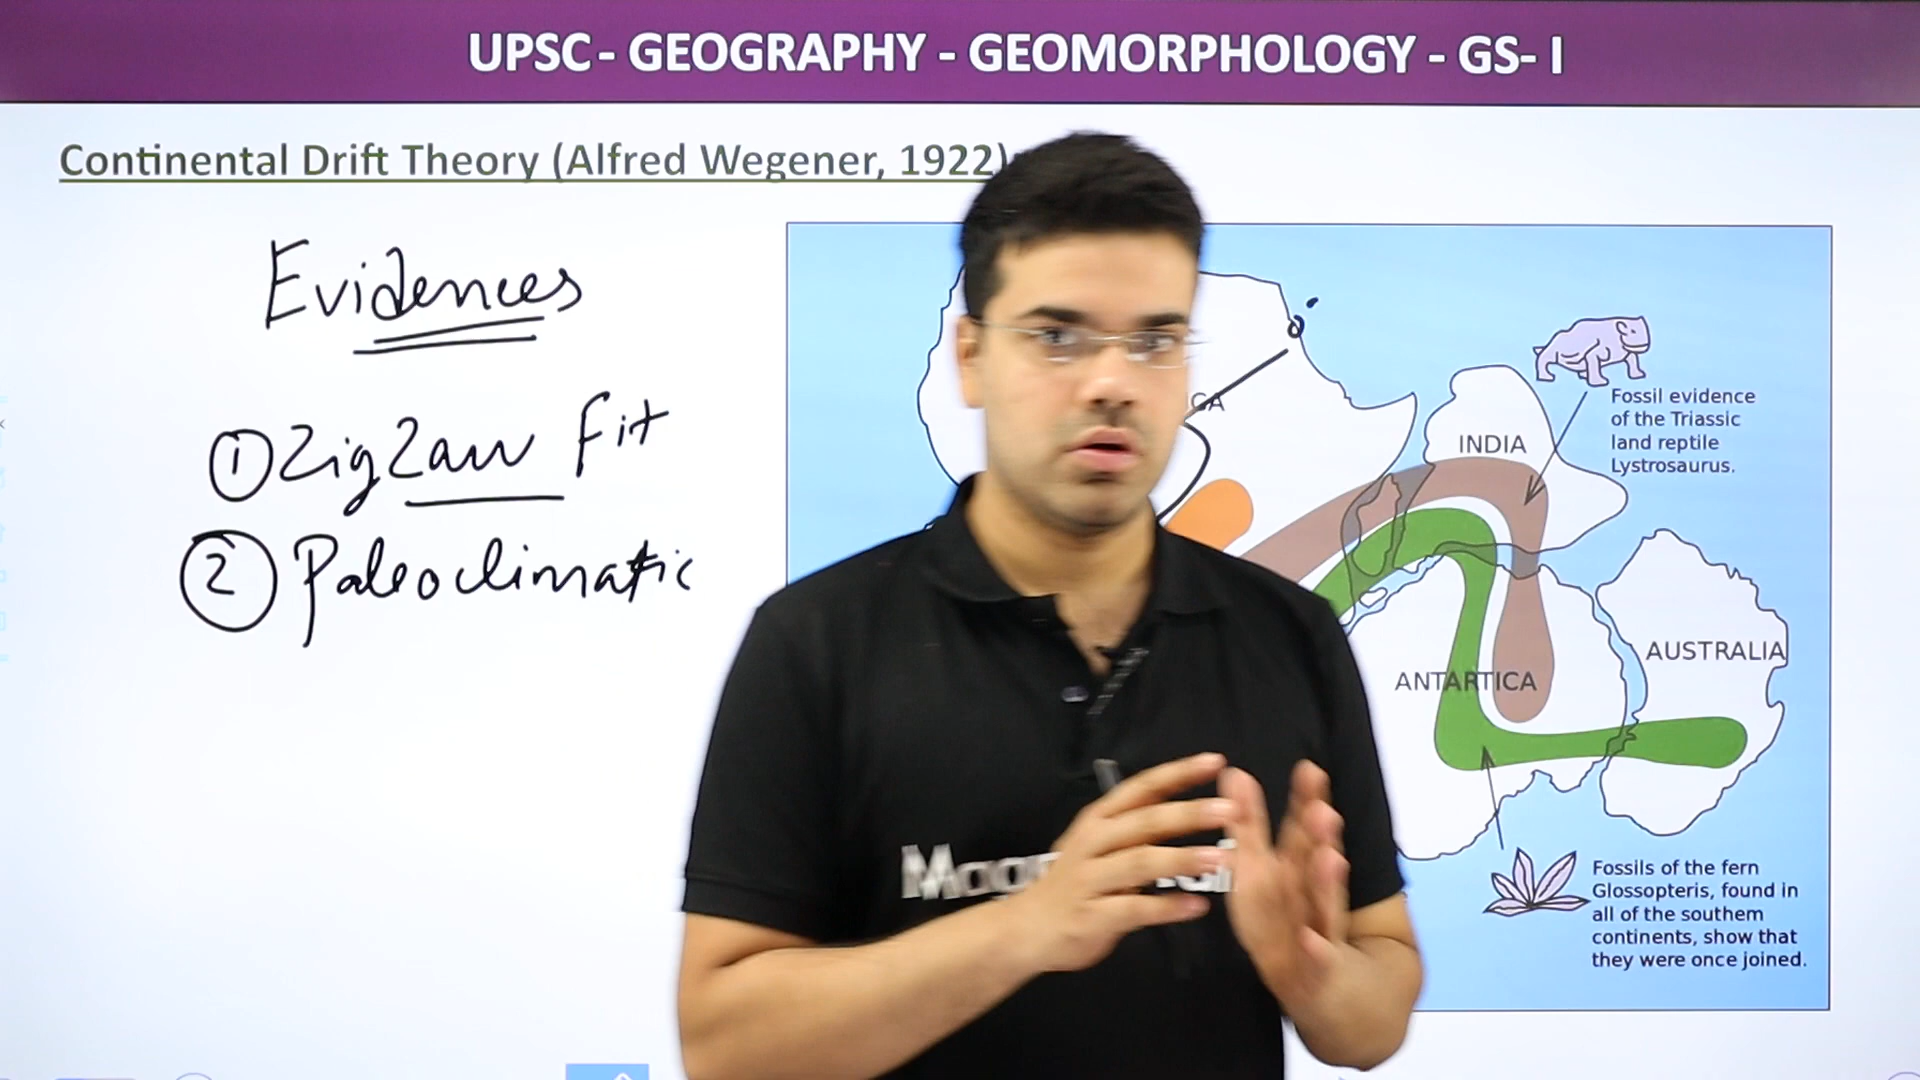 UPSC - GEOGRAPHY - GEOMORPHOLOGY - GS- I
Continental Drift Theory (Alfred Wegener, 1922)
Evidences
① ZigZaw Fit
② Paleoclimatic
CA
INDIA
Fossil evidence
of the Triassic
land reptile
Lystrosaurus.
AUSTRALIA
ANTARTICA
Fossils of the fern
Glossopteris, found in
all of the southem
continents, show that
they were once joined.